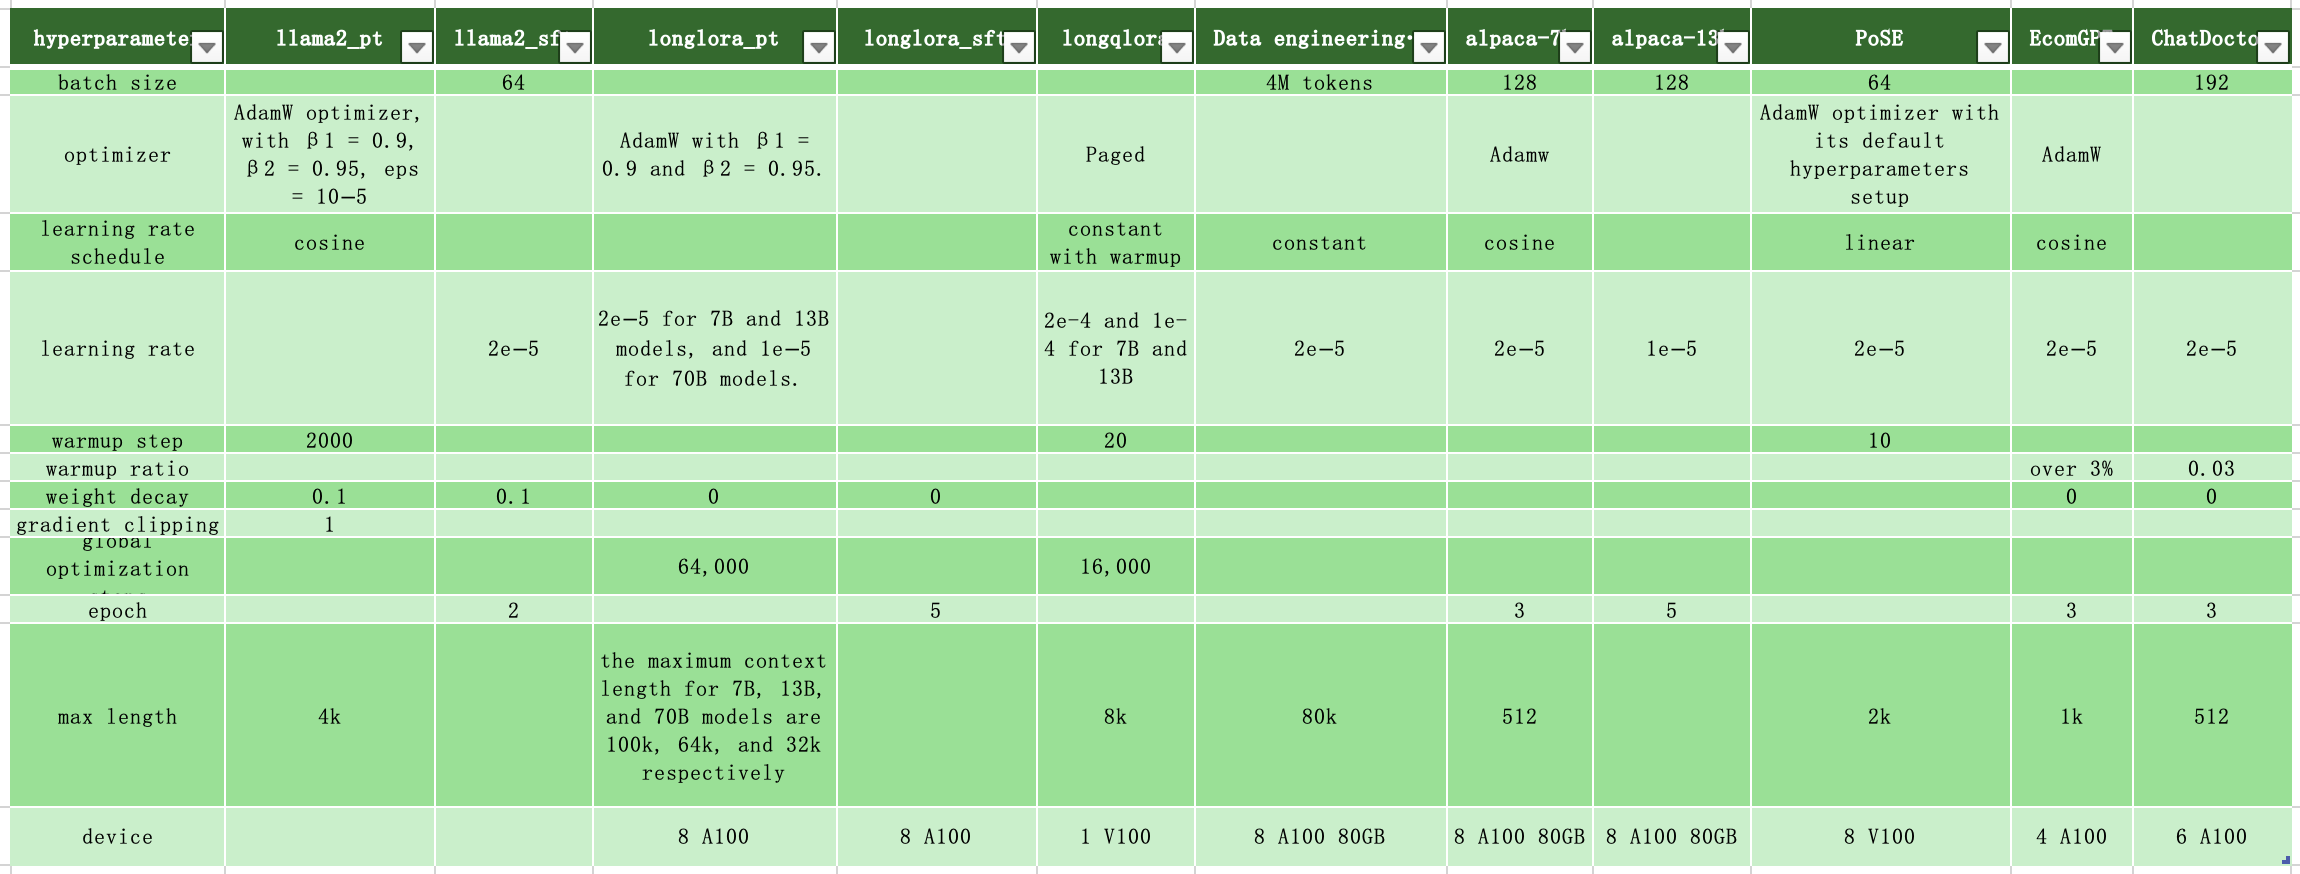 hyperparameter llama2_pt llama2_sft longlora_pt longlora_sft longqlora Data engineering· alpaca-7 alpaca-13 PoSE EcomGP ChatDocto
batch size 64 4M tokens 128 128 64 192
optimizer
AdamW optimizer,
with β1 = 0.9,
β2 = 0.95, eps
= 10−5
AdamW with β1 =
0.9 and β2 = 0.95.
Paged
Adamw
AdamW optimizer with
its default
hyperparameters
setup
AdamW
learning rate
schedule
cosine
constant
with warmup
constant
cosine
linear
cosine
learning rate
2e−5
2e−5 for 7B and 13B
models, and 1e−5
for 70B models.
2e-4 and 1e-
4 for 7B and
13B
2e−5
2e−5
1e−5
2e−5
2e−5
2e−5
warmup step 2000 20 10
warmup ratio over 3% 0.03
weight decay 0.1 0.1 0 0 0 0
gradient clipping 1
global
optimization
64,000
16,000
epoch 2 5 3 5 3 3
max length
4k
the maximum context
length for 7B, 13B,
and 70B models are
100k, 64k, and 32k
respectively
8k
80k
512
2k
1k
512
device 8 A100 8 A100 1 V100 8 A100 80GB 8 A100 80GB 8 A100 80GB 8 V100 4 A100 6 A100